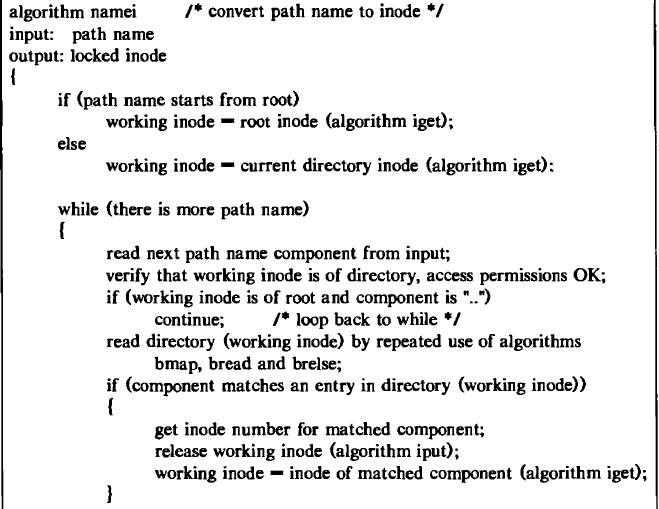 algorithm namei /* convert path name to inode */
input: path name
output: locked inode
{
if (path name starts from root)
working inode = root inode (algorithm iget);
else
working inode = current directory inode (algorithm iget):
while (there is more path name)
{
read next path name component from input;
verify that working inode is of directory, access permissions OK;
if (working inode is of root and component is "..")
continue; /* loop back to while */
read directory (working inode) by repeated use of algorithms
bmap, bread and brelse;
if (component matches an entry in directory (working inode))
{
get inode number for matched component;
release working inode (algorithm iput);
working inode = inode of matched component (algorithm iget);
}